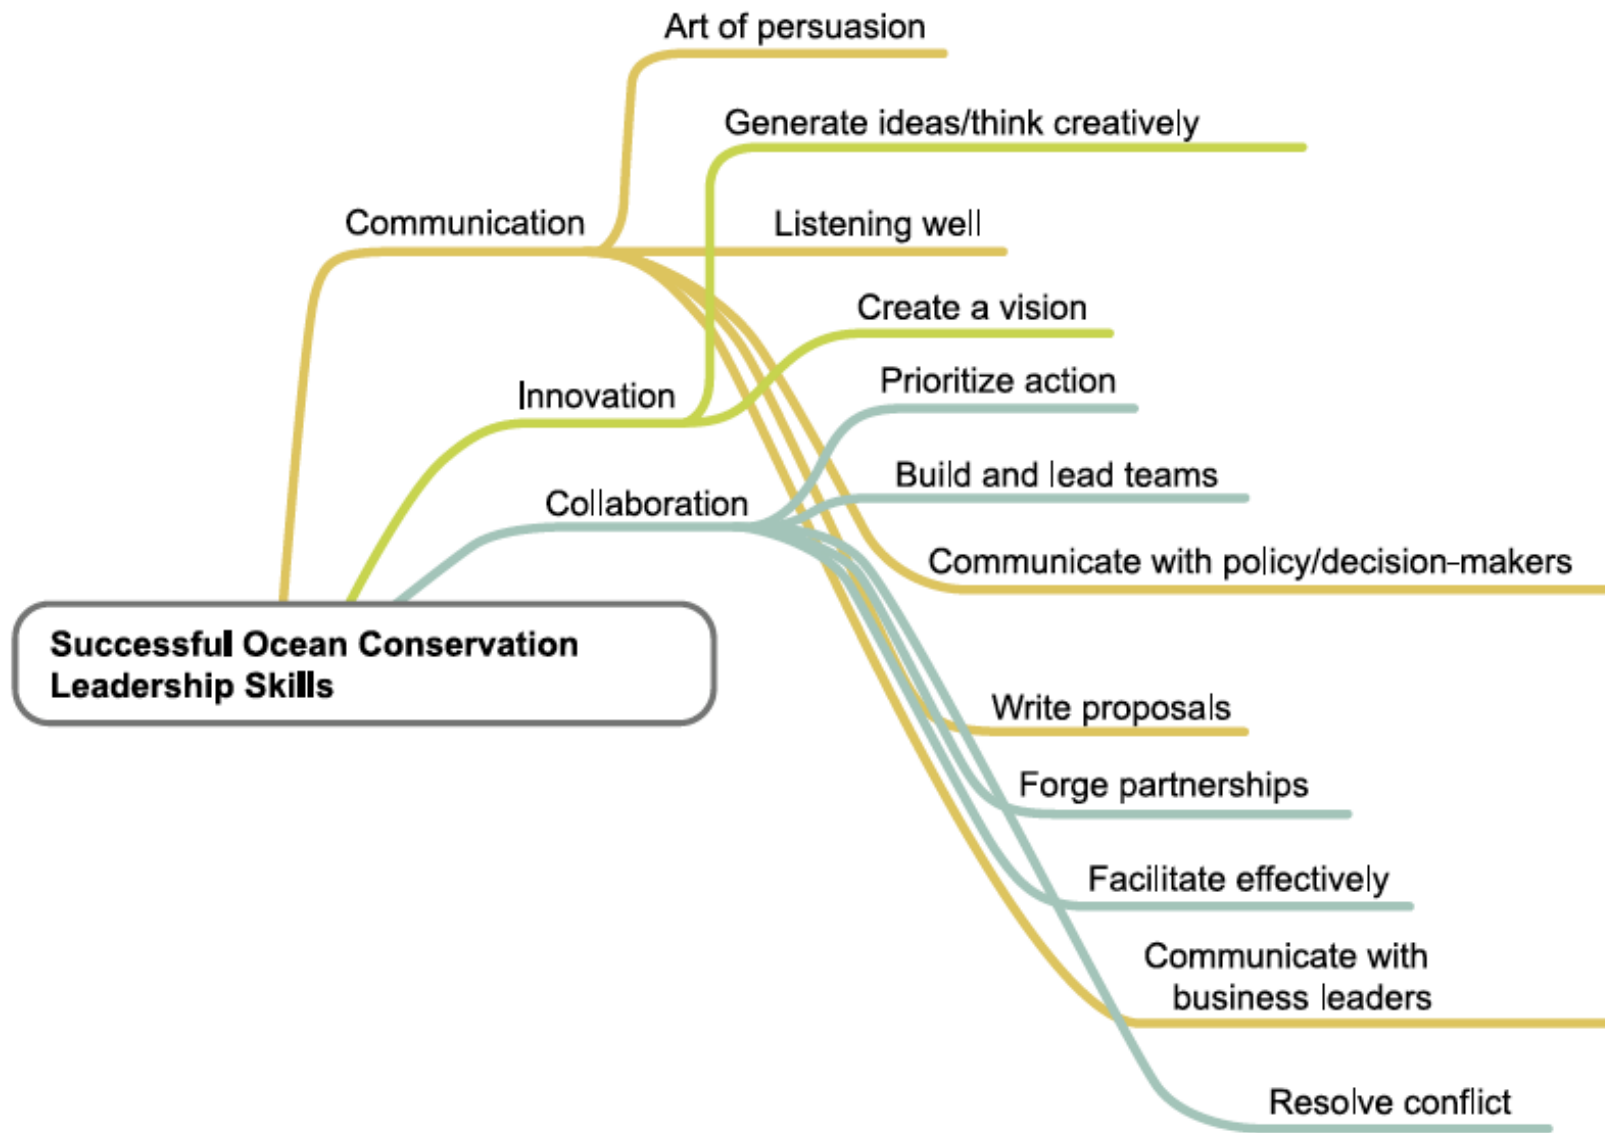 Art of persuasion
Generate ideas/think creatively
Communication
Listening well
Create a vision
Prioritize action
Innovation
Build and lead teams
Collaboration
Communicate with policy/decision-makers
Successful Ocean Conservation
Leadership Skills
Write proposals
Forge partnerships
Facilitate effectively
Communicate with
business leaders
Resolve conflict